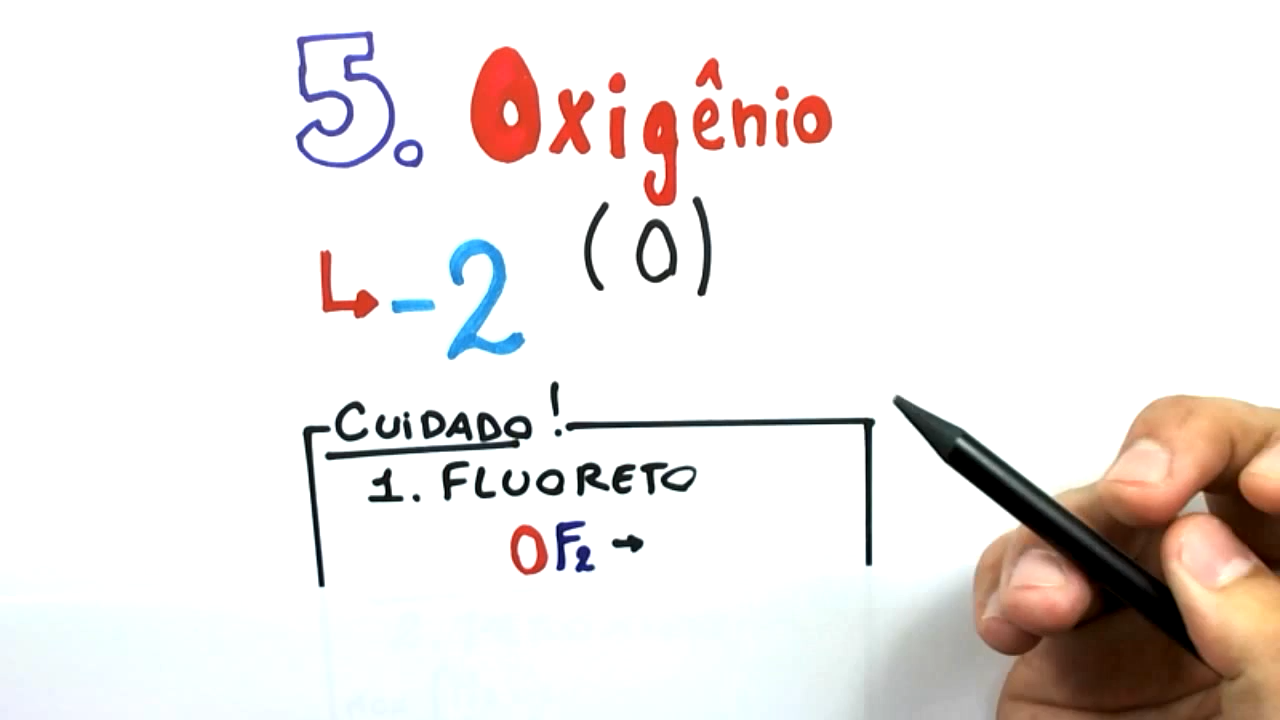 5. Oxigênio
(O)
↳ -2
CUiDADO!
1. FLUORETO
OF₂ →